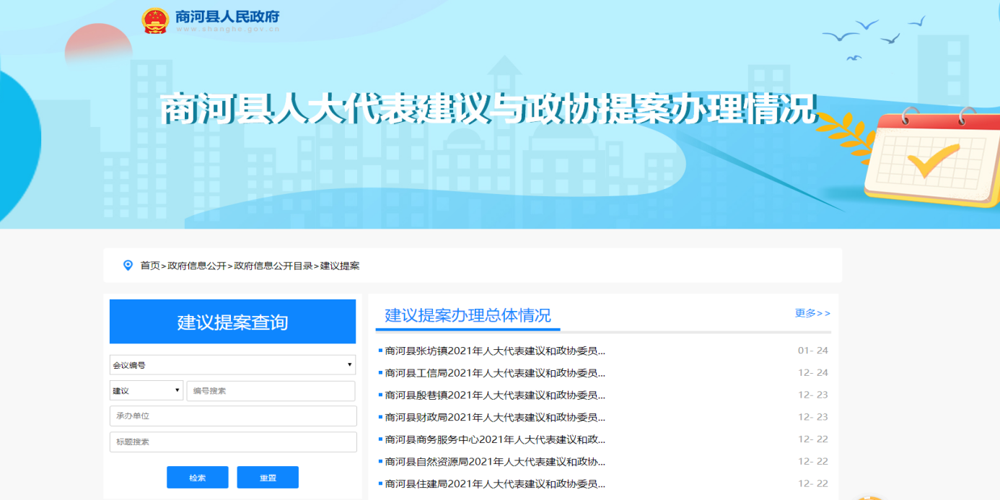 商河县人民政府
www.shanghe.gov.cn
商河县人大代表建议与政协提案办理情况
首页>政府信息公开>政府信息公开目录>建议提案
建议提案查询
会议编号
建议 编号搜索
承办单位
标题搜索
检索 重置
建议提案办理总体情况 更多>>
商河县张坊镇2021年人大代表建议和政协委员... 01-24
商河县工信局2021年人大代表建议和政协委员... 12-24
商河县殷巷镇2021年人大代表建议和政协委员... 12-23
商河县财政局2021年人大代表建议和政协委员... 12-23
商河县商务服务中心2021年人大代表建议和政... 12-22
商河县自然资源局2021年人大代表建议和政协... 12-22
商河县住建局2021年人大代表建议和政协委员... 12-22